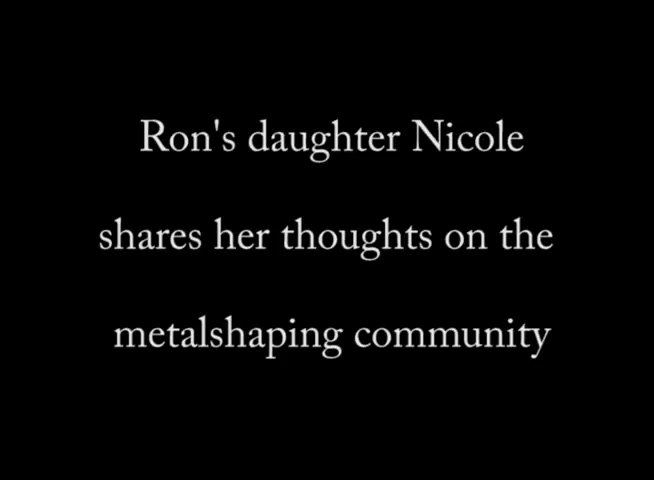 Ron's daughter Nicole
shares her thoughts on the
metalshaping community